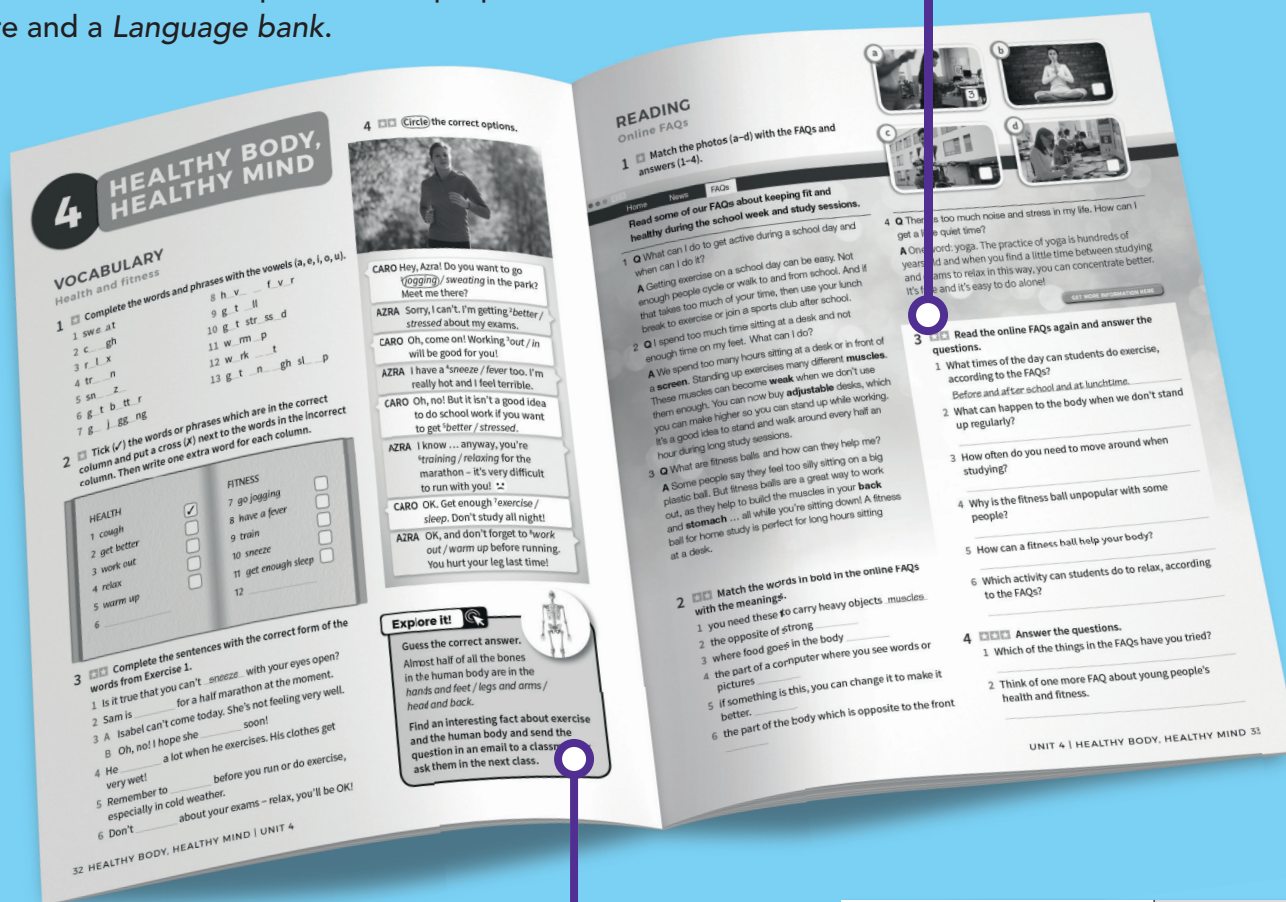 re and a Language bank.
4
HEALTHY BODY,
HEALTHY MIND
VOCABULARY
Health and fitness
1 Complete the words and phrases with the vowels (a, e, i, o, u).
1 swe_at
2 c__gh
3 r_l_x
4 tr__n
5 sn__z_
6 g_t b_tt_r
7 g_ j_gg_ng
8 h_v_ _ f_v_r
9 g_t _ll
10 g_t str_ss_d
11 w_rm _p
12 w_rk __t
13 g_t _n__gh sl__p
2 Tick (✓) the words or phrases which are in the correct
column and put a cross (✗) next to the words in the incorrect
column. Then write one extra word for each column.
HEALTH
1 cough ✓
2 get better
3 work out
4 relax
5 warm up
6
FITNESS
7 go jogging
8 have a fever
9 train
10 sneeze
11 get enough sleep
12
3 Complete the sentences with the correct form of the
words from Exercise 1.
1 Is it true that you can't sneeze with your eyes open?
2 Sam is ______ for a half marathon at the moment.
3 A Isabel can't come today. She's not feeling very well.
B Oh, no! I hope she ______ soon!
4 He ______ a lot when he exercises. His clothes get
very wet!
5 Remember to ______ before you run or do exercise,
especially in cold weather.
6 Don't ______ about your exams – relax, you'll be OK!
32 HEALTHY BODY, HEALTHY MIND | UNIT 4
4 Circle the correct options.
CARO Hey, Azra! Do you want to go
1jogging / sweating in the park?
Meet me there?
AZRA Sorry, I can't. I'm getting 2better /
stressed about my exams.
CARO Oh, come on! Working 3out / in
will be good for you!
AZRA I have a 4sneeze / fever too. I'm
really hot and I feel terrible.
CARO Oh, no! But it isn't a good idea
to do school work if you want
to get 5better / stressed.
AZRA I know ... anyway, you're
6training / relaxing for the
marathon – it's very difficult
to run with you!
CARO OK. Get enough 7exercise /
sleep. Don't study all night!
AZRA OK, and don't forget to 8work
out / warm up before running.
You hurt your leg last time!
Explore it!
Guess the correct answer.
Almost half of all the bones
in the human body are in the
hands and feet / legs and arms /
head and back.
Find an interesting fact about exercise
and the human body and send the
question in an email to a
ask them in the next class.
READING
Online FAQs
1 Match the photos (a–d) with the FAQs and
answers (1–4).
a
3
b
c
d
Home News FAQs
Read some of our FAQs about keeping fit and
healthy during the school week and study sessions.
1 Q What can I do to get active during a school day and
when can I do it?
A Getting exercise on a school day can be easy. Not
enough people cycle or walk to and from school. And if
that takes too much of your time, then use your lunch
break to exercise or join a sports club after school.
2 Q I spend too much time sitting at a desk and not
enough time on my feet. What can I do?
A We spend too many hours sitting at a desk or in front of
a screen. Standing up exercises many different muscles.
These muscles can become weak when we don't use
them enough. You can now buy adjustable desks, which
you can make higher so you can stand up while working.
It's a good idea to stand and walk around every half an
hour during long study sessions.
3 Q What are fitness balls and how can they help me?
A Some people say they feel too silly sitting on a big
plastic ball. But fitness balls are a great way to work
out, as they help to build the muscles in your back
and stomach ... all while you're sitting down! A fitness
ball for home study is perfect for long hours sitting
at a desk.
4 Q too much noise and stress in my life. How can I
get a quiet time?
A One word: yoga. The practice of yoga is hundreds of
years old and when you find a little time between studying
and exams to relax in this way, you can concentrate better.
It's and it's easy to do alone!
GET MORE INFORMATION HERE
2 Match the words in bold in the online FAQs
with the meanings.
1 you need these to carry heavy objects muscles
2 the opposite of strong
3 where food goes in the body
4 the part of a computer where you see words or
pictures
5 if something is this, you can change it to make it
better.
6 the part of the body which is opposite to the front
3 Read the online FAQs again and answer the
questions.
1 What times of the day can students do exercise,
according to the FAQs?
Before and after school and at lunchtime.
2 What can happen to the body when we don't stand
up regularly?
3 How often do you need to move around when
studying?
4 Why is the fitness ball unpopular with some
people?
5 How can a fitness ball help your body?
6 Which activity can students do to relax, according
to the FAQs?
4 Answer the questions.
1 Which of the things in the FAQs have you tried?
2 Think of one more FAQ about young people's
health and fitness.
UNIT 4 | HEALTHY BODY, HEALTHY MIND 33